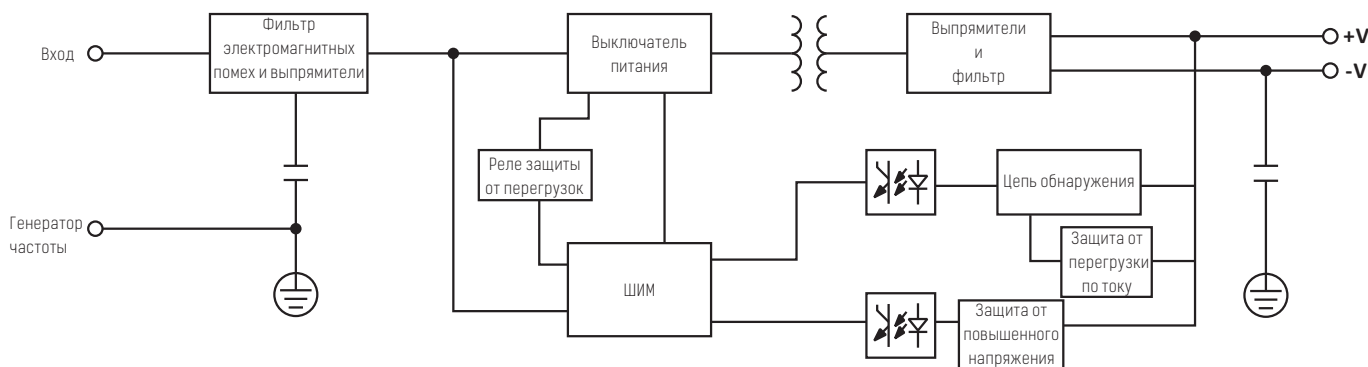 Вход
Фильтр
электромагнитных
помех и выпрямители
Выключатель
питания
Выпрямители
и
фильтр
+V
-V
Реле защиты
от перегрузок
Цепь обнаружения
Генератор
частоты
Защита от
перегрузки
по току
ШИМ
Защита от
повышенного
напряжения